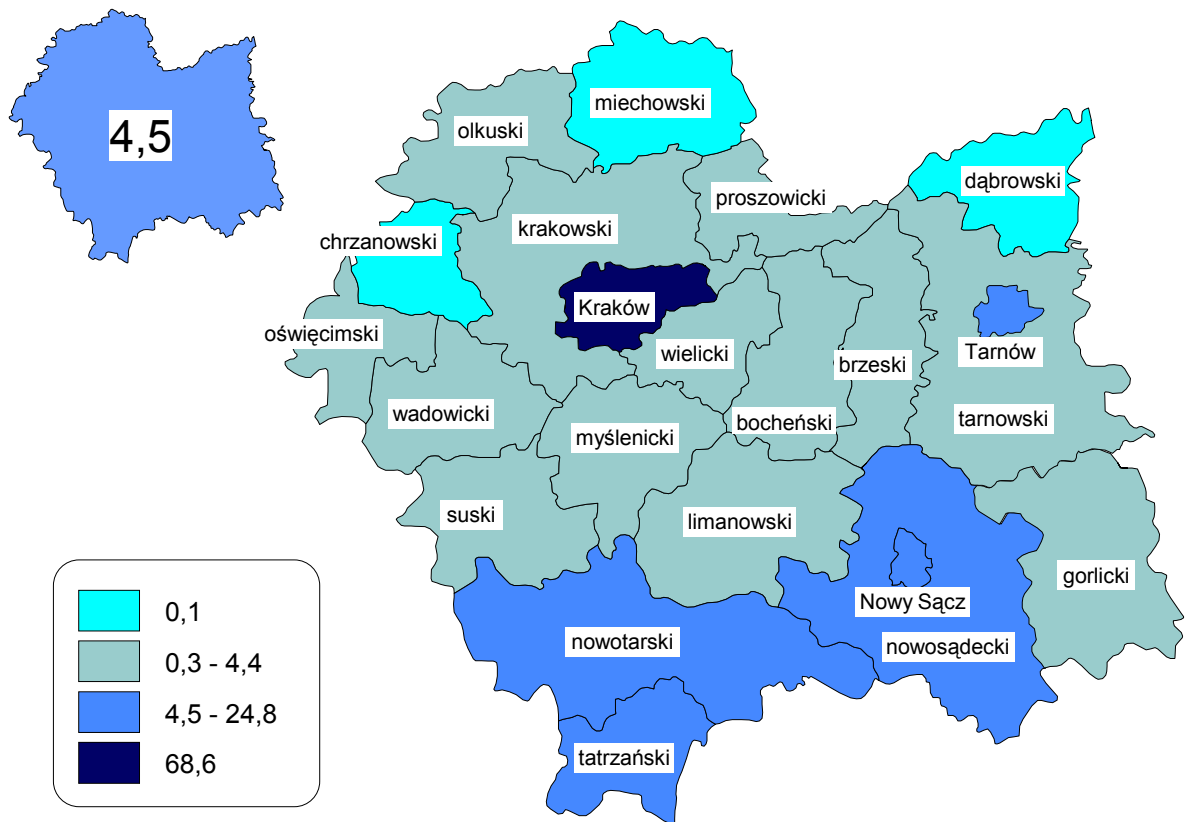 4,5
miechowski
olkuski
dąbrowski
proszowicki
krakowski
chrzanowski
Kraków
oświęcimski
Tarnów
wielicki
brzeski
wadowicki
tarnowski
bocheński
myślenicki
suski
limanowski
gorlicki
Nowy Sącz
nowotarski
nowosądecki
tatrzański
0,1
0,3 - 4,4
4,5 - 24,8
68,6